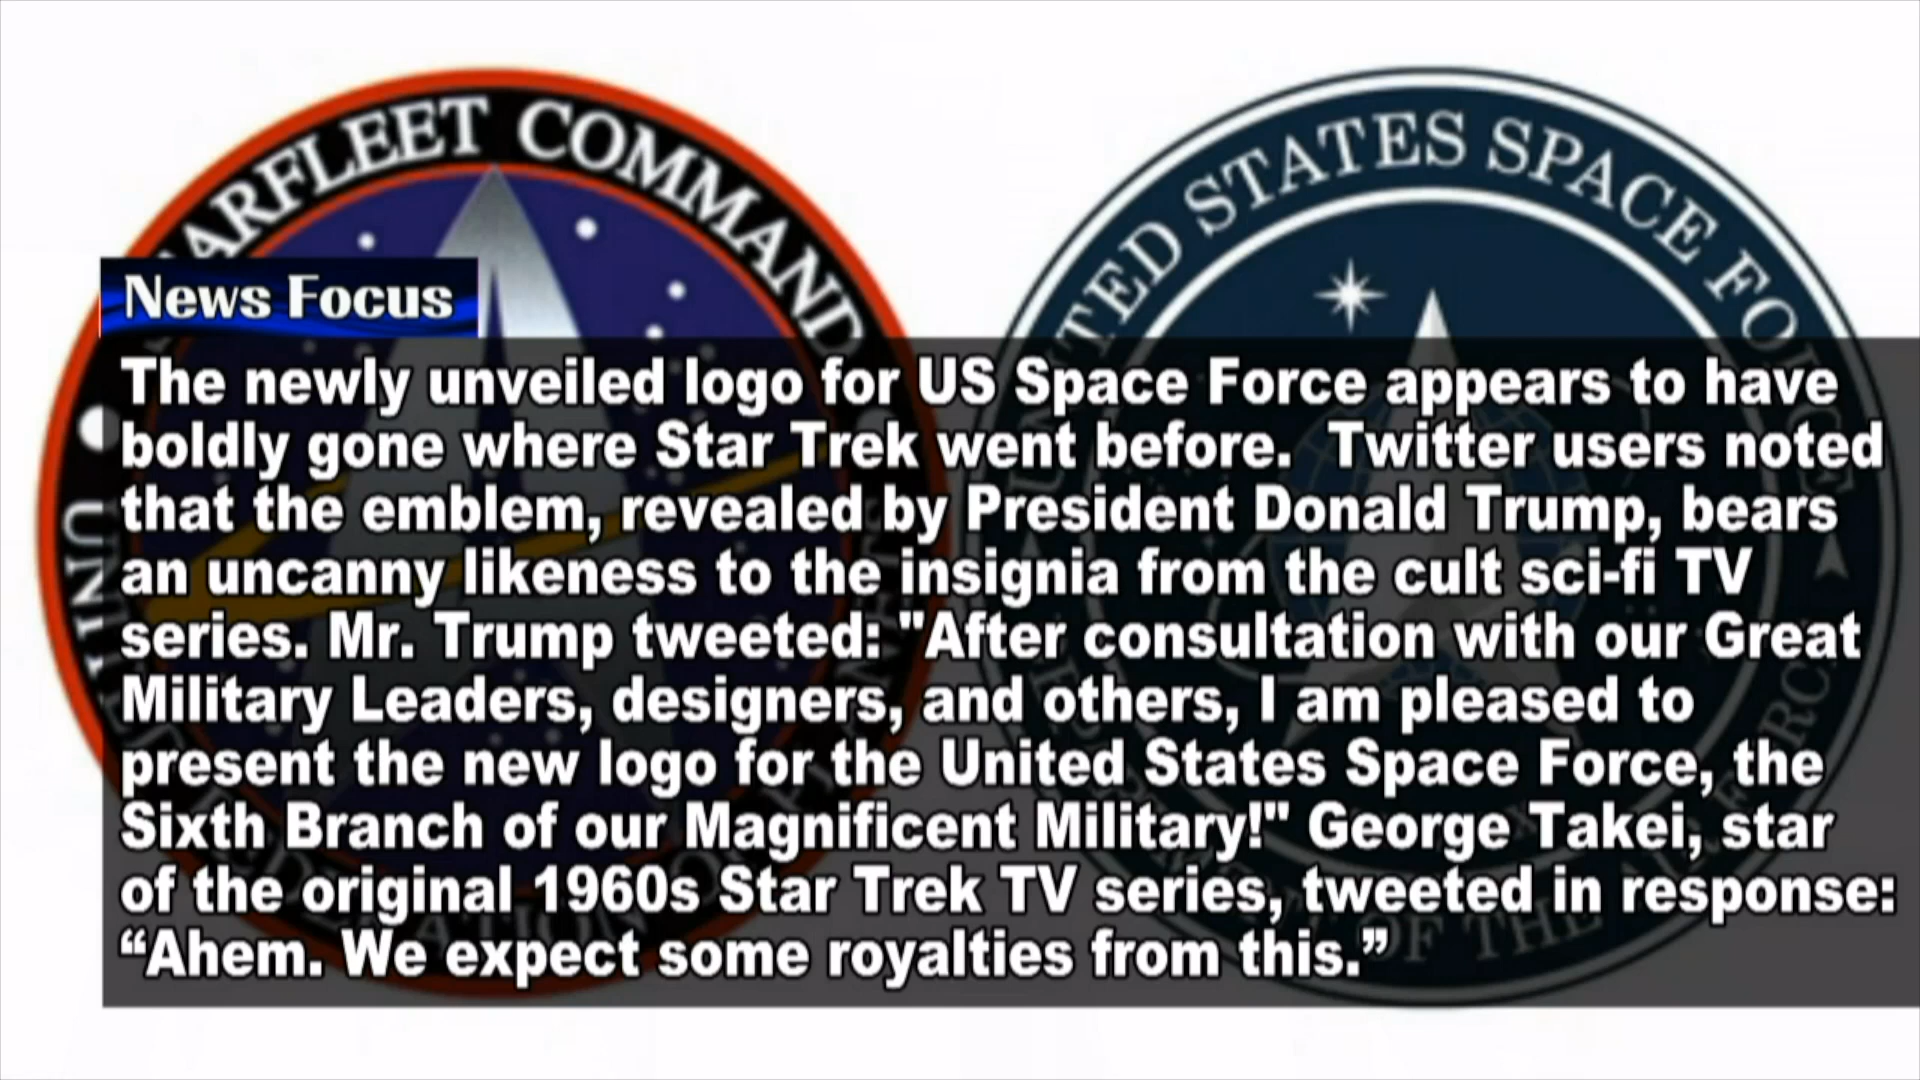 STARFLEET COMMAND
UNITED STATES SPACE FORCE
News Focus
The newly unveiled logo for US Space Force appears to have
boldly gone where Star Trek went before.  Twitter users noted
that the emblem, revealed by President Donald Trump, bears
an uncanny likeness to the insignia from the cult sci-fi TV
series. Mr. Trump tweeted: "After consultation with our Great
Military Leaders, designers, and others, I am pleased to
present the new logo for the United States Space Force, the
Sixth Branch of our Magnificent Military!" George Takei, star
of the original 1960s Star Trek TV series, tweeted in response:
“Ahem. We expect some royalties from this.”